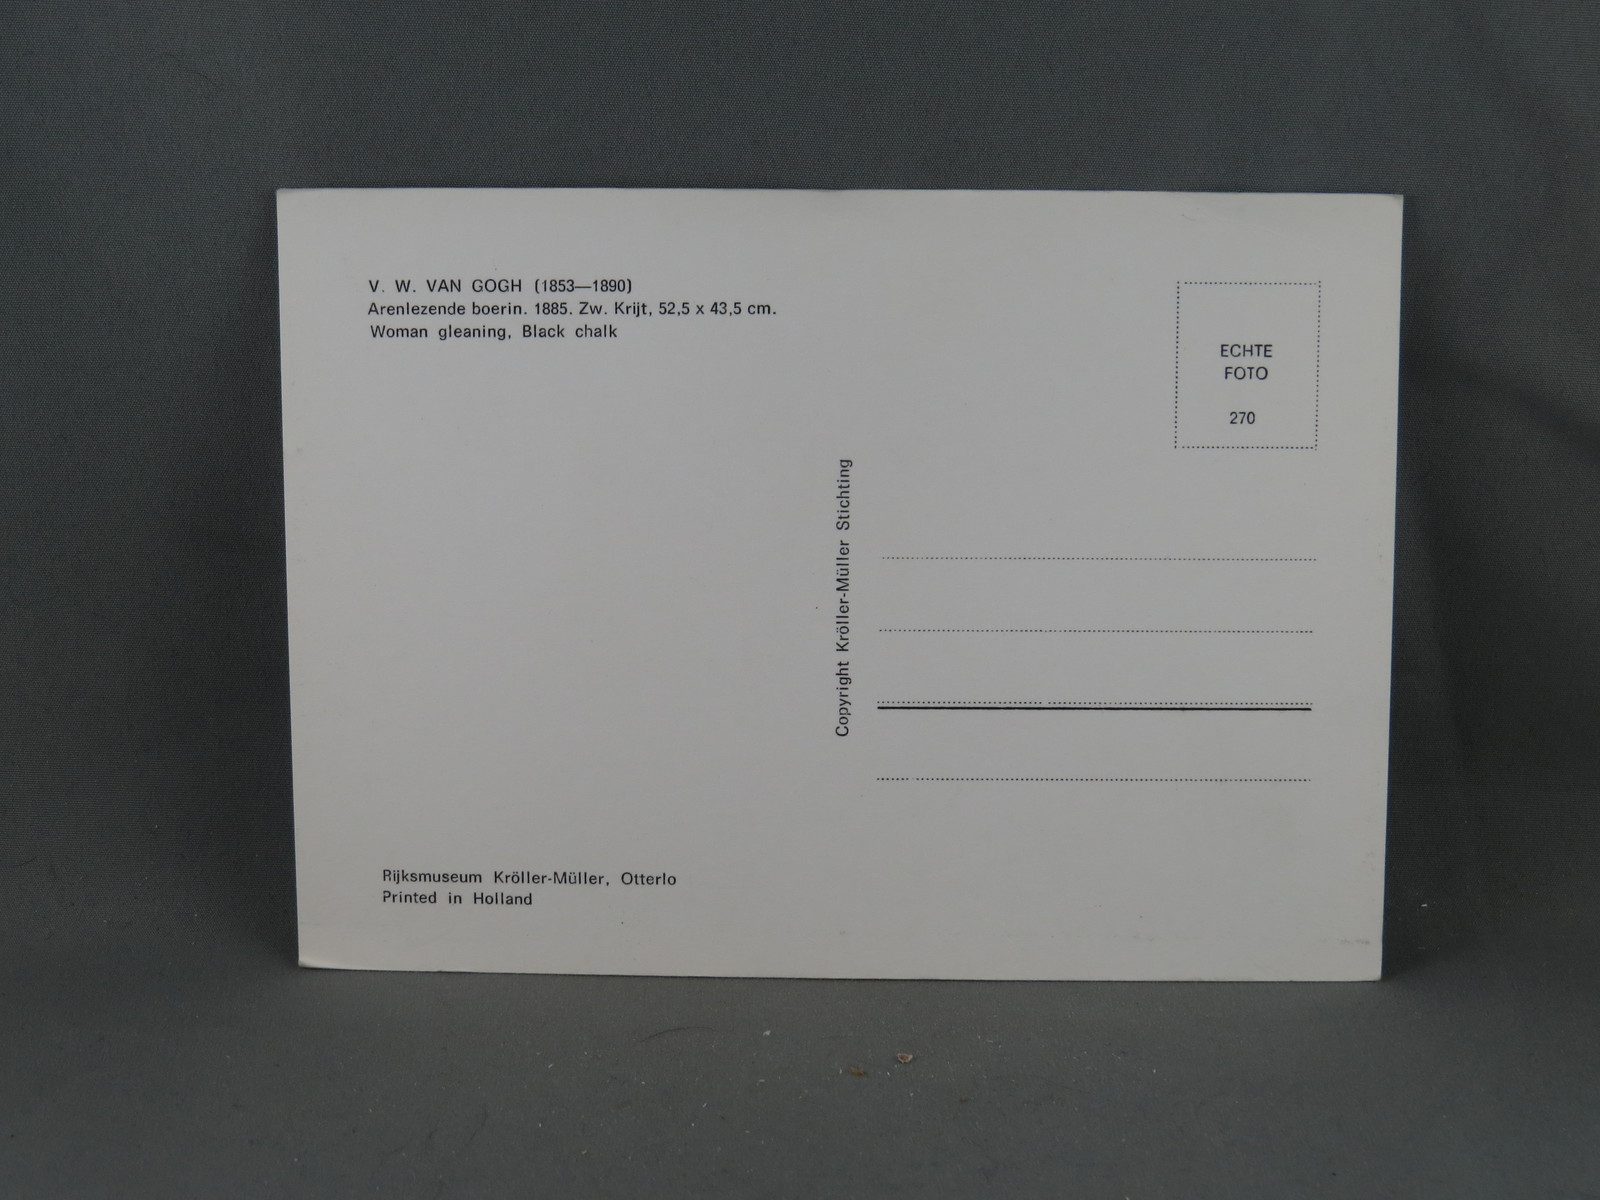 V. W. VAN GOGH (1853—1890)
Arenlezende boerin. 1885. Zw. Krijt, 52,5 x 43,5 cm.
Woman gleaning, Black chalk
ECHTE
FOTO
270
Copyright Kröller-Müller Stichting
Rijksmuseum Kröller-Müller, Otterlo
Printed in Holland